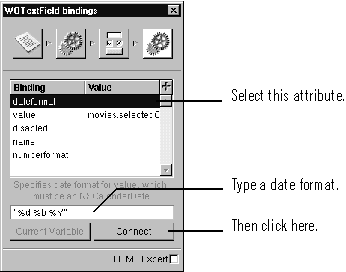 WOTextField bindings
Binding Value
dateformat
value movies.selectedO
disabled
name
numberformat
Specifies date format for value, which
must be an NSCalendarDate
"%d %b %Y"
Current Variable Connect
HTML Expert
Select this attribute.
Type a date format.
Then click here.